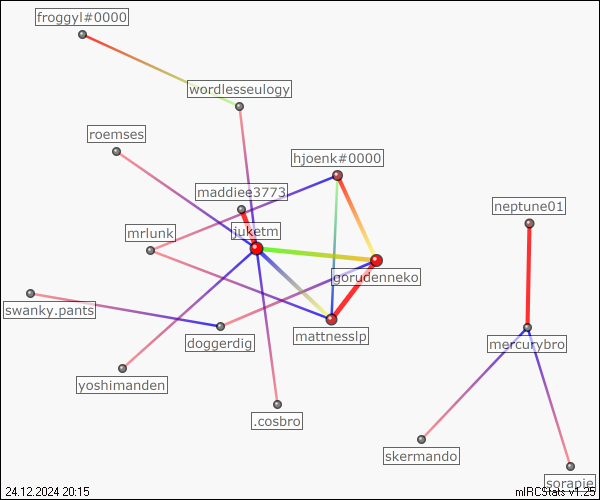 froggyl#0000
wordlesseulogy
roemses
hjoenk#0000
maddiee3773
neptune01
mrlunk
juketm
gorudenneko
swanky.pants
mattnesslp
doggerdig
mercurybro
yoshimanden
.cosbro
skermando
sorapie
24.12.2024 20:15
mIRCStats v1.25